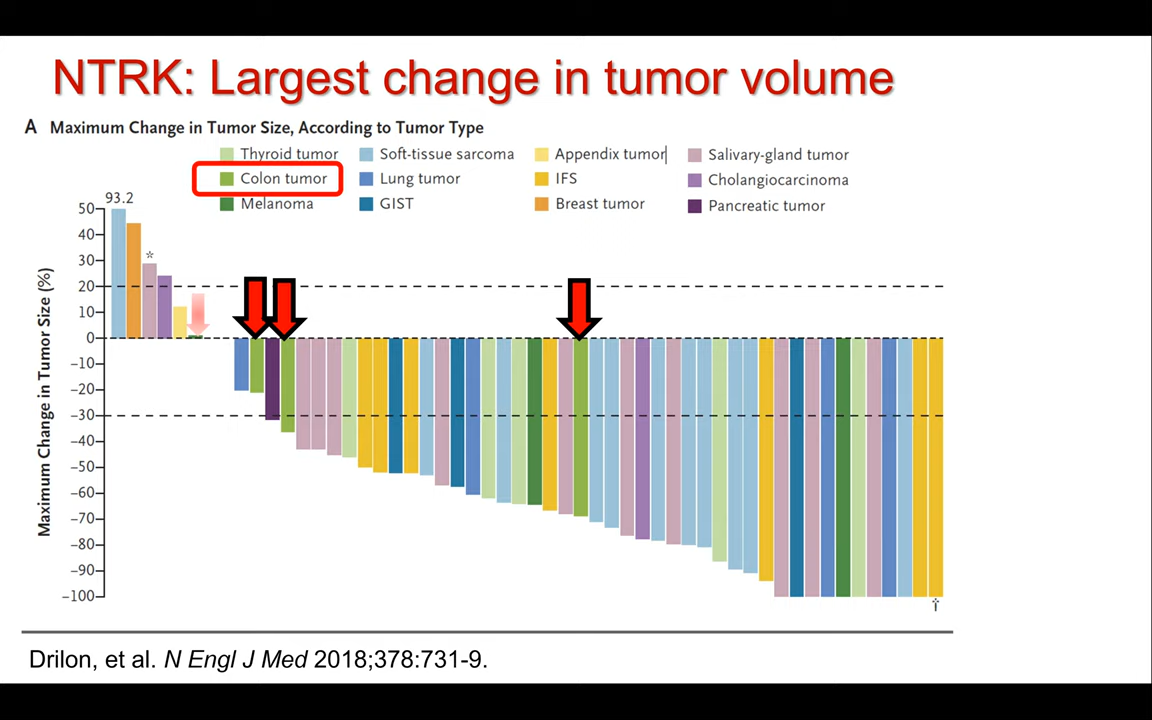 NTRK: Largest change in tumor volume
A Maximum Change in Tumor Size, According to Tumor Type
Thyroid tumor
Colon tumor
Melanoma
Soft-tissue sarcoma
Lung tumor
GIST
Appendix tumor
IFS
Breast tumor
Salivary-gland tumor
Cholangiocarcinoma
Pancreatic tumor
Maximum Change in Tumor Size (%)
93.2
50
40
30
20
10
0
−10
−20
−30
−40
−50
−60
−70
−80
−90
−100
*
†
Drilon, et al. N Engl J Med 2018;378:731-9.